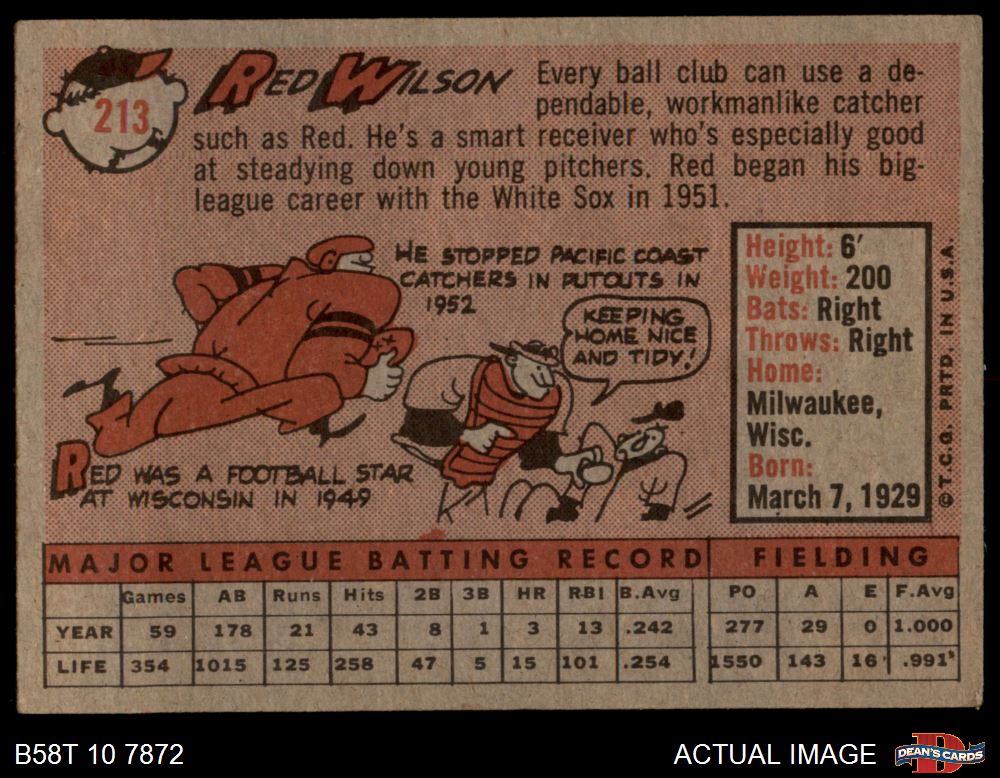 213
RED WILSON
Every ball club can use a de-
pendable, workmanlike catcher
such as Red. He's a smart receiver who's especially good
at steadying down young pitchers. Red began his big-
league career with the White Sox in 1951.
HE STOPPED PACIFIC COAST
CATCHERS IN PUTOUTS IN
1952
KEEPING
HOME NICE
AND TIDY!
RED WAS A FOOTBALL STAR
AT WISCONSIN IN 1949
Height: 6'
Weight: 200
Bats: Right
Throws: Right
Home:
Milwaukee,
Wisc.
Born:
March 7, 1929
© T.C.G. PRTD. IN U.S.A.
MAJOR LEAGUE BATTING RECORD FIELDING
Games AB Runs Hits 2B 3B HR RBI B.Avg PO A E F.Avg
YEAR 59 178 21 43 8 1 3 13 .242 277 29 0 1.000
LIFE 354 1015 125 258 47 5 15 101 .254 1550 143 16 .991
B58T 10 7872
ACTUAL IMAGE
DEAN'S CARDS